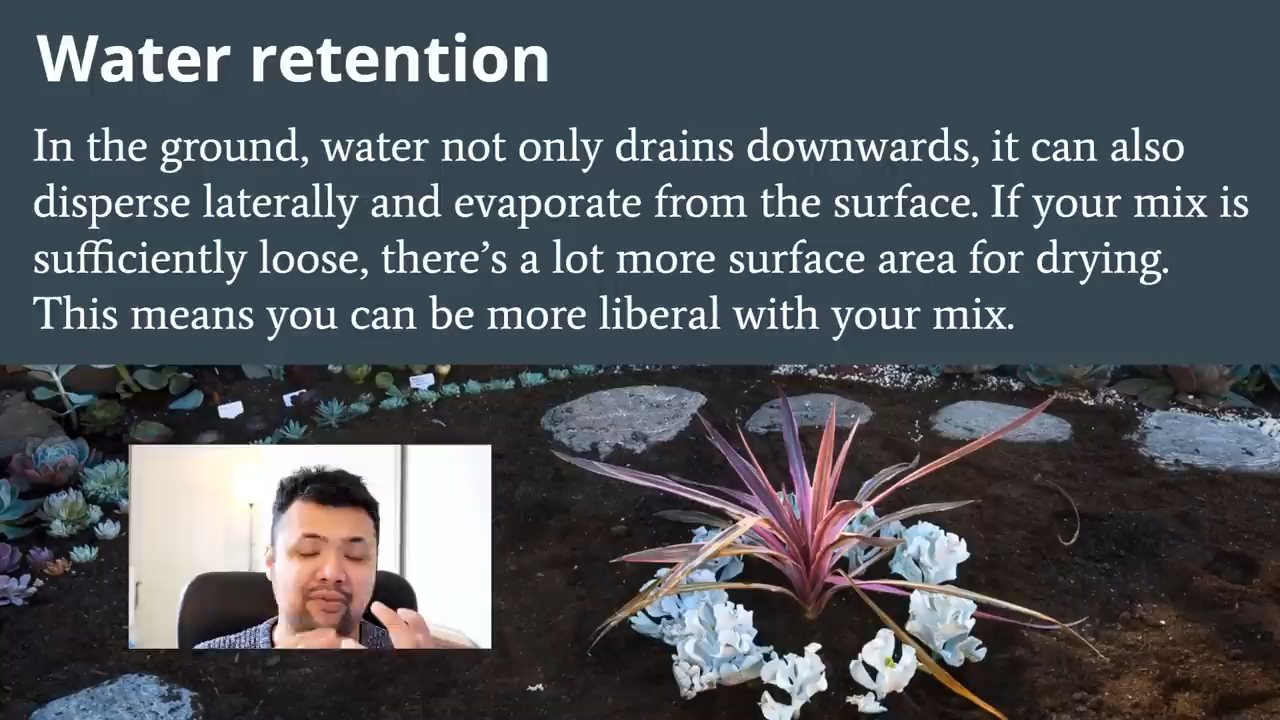 Water retention
In the ground, water not only drains downwards, it can also
disperse laterally and evaporate from the surface. If your mix is
sufficiently loose, there’s a lot more surface area for drying.
This means you can be more liberal with your mix.